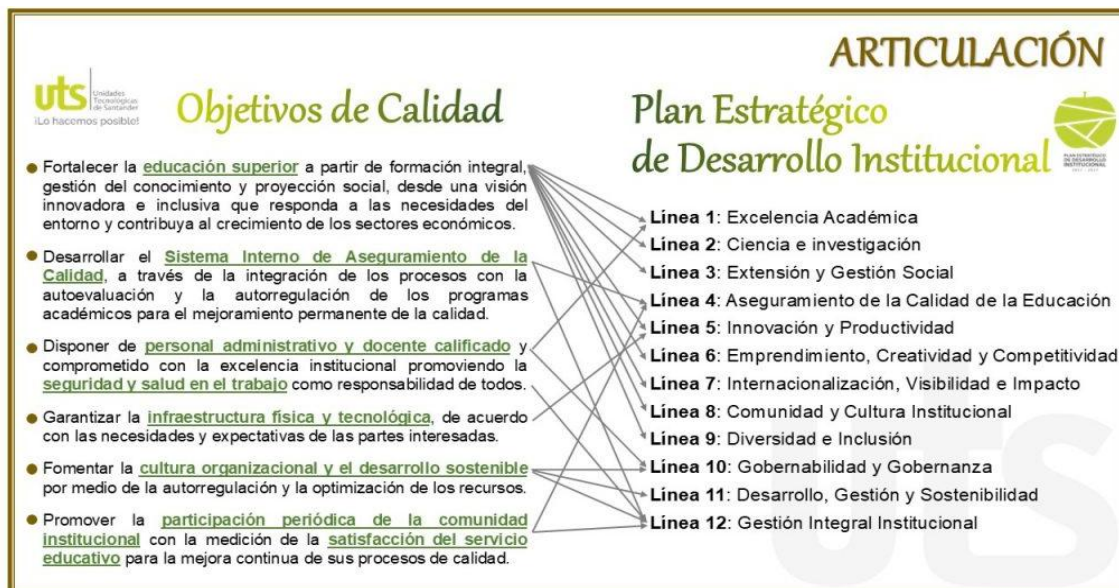 ARTICULACIÓN
uts
Unidades
Tecnológicas
de Santander
¡Lo hacemos posible!
Objetivos de Calidad
Fortalecer la educación superior a partir de formación integral,
gestión del conocimiento y proyección social, desde una visión
innovadora e inclusiva que responda a las necesidades del
entorno y contribuya al crecimiento de los sectores económicos.
Desarrollar el Sistema Interno de Aseguramiento de la
Calidad, a través de la integración de los procesos con la
autoevaluación y la autorregulación de los programas
académicos para el mejoramiento permanente de la calidad.
Disponer de personal administrativo y docente calificado y
comprometido con la excelencia institucional promoviendo la
seguridad y salud en el trabajo como responsabilidad de todos.
Garantizar la infraestructura física y tecnológica, de acuerdo
con las necesidades y expectativas de las partes interesadas.
Fomentar la cultura organizacional y el desarrollo sostenible
por medio de la autorregulación y la optimización de los recursos.
Promover la participación periódica de la comunidad
institucional con la medición de la satisfacción del servicio
educativo para la mejora continua de sus procesos de calidad.
Plan Estratégico
de Desarrollo Institucional
PLAN ESTRATÉGICO
DE DESARROLLO
INSTITUCIONAL
Línea 1: Excelencia Académica
Línea 2: Ciencia e investigación
Línea 3: Extensión y Gestión Social
Línea 4: Aseguramiento de la Calidad de la Educación
Línea 5: Innovación y Productividad
Línea 6: Emprendimiento, Creatividad y Competitividad
Línea 7: Internacionalización, Visibilidad e Impacto
Línea 8: Comunidad y Cultura Institucional
Línea 9: Diversidad e Inclusión
Línea 10: Gobernabilidad y Gobernanza
Línea 11: Desarrollo, Gestión y Sostenibilidad
Línea 12: Gestión Integral Institucional
uts